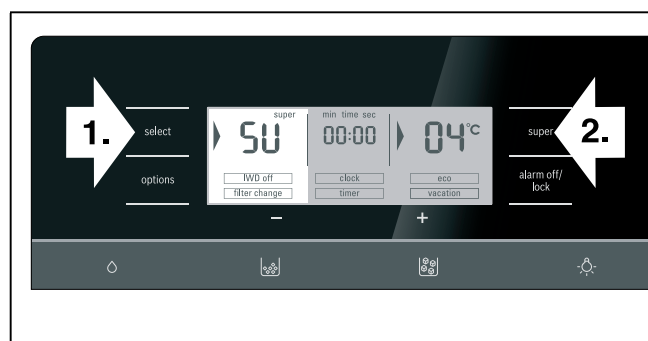 1.
select
options
super
SU
IWD off
filter change
min time sec
00:00
clock
timer
04°C
eco
vacation
super
alarm off/
lock
2.
−
+